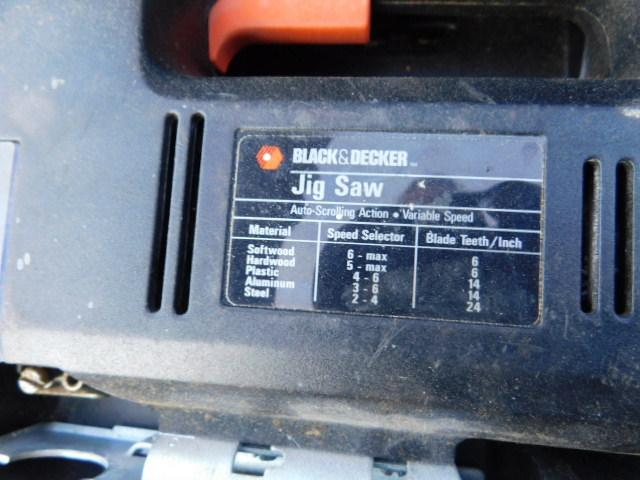 BLACK&DECKER™
Jig Saw
Auto-Scrolling Action • Variable Speed
Material Speed Selector Blade Teeth/Inch
Softwood 6 - max 6
Hardwood 5 - max 6
Plastic 4 - 6 14
Aluminum 3 - 6 14
Steel 2 - 4 24